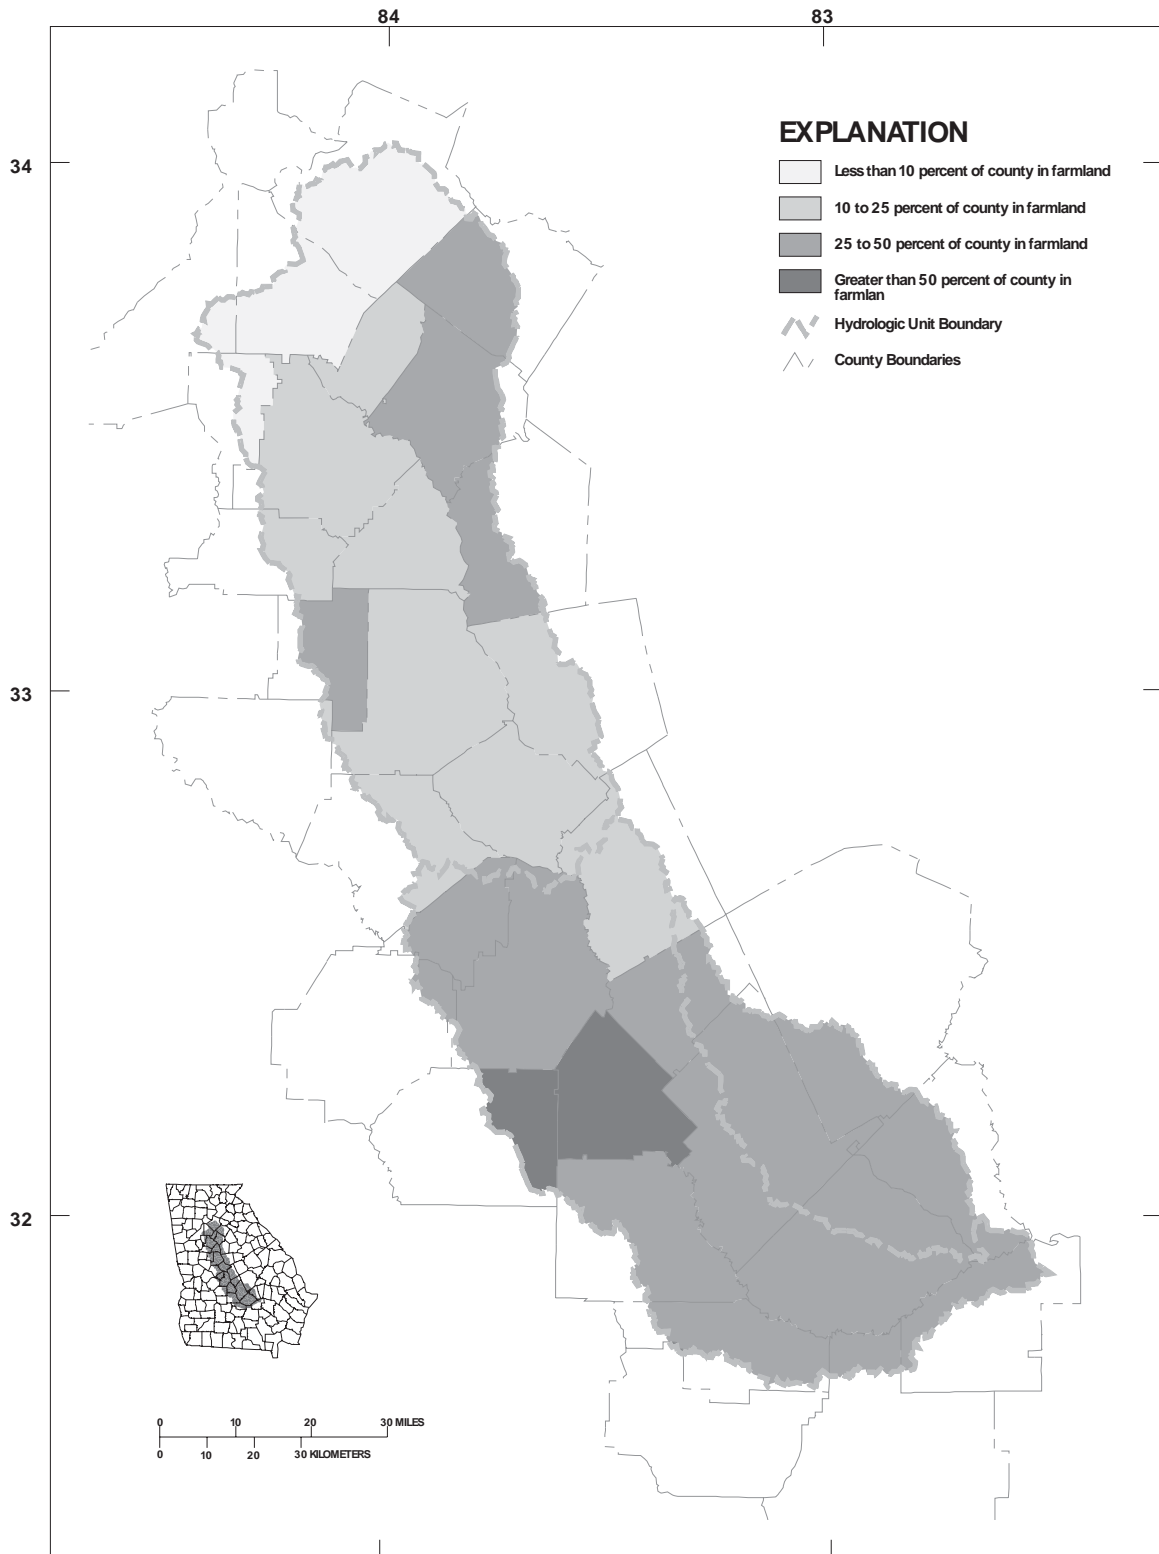 84
83
34
EXPLANATION
Less than 10 percent of county in farmland
10 to 25 percent of county in farmland
25 to 50 percent of county in farmland
Greater than 50 percent of county in
farmlan
Hydrologic Unit Boundary
County Boundaries
33
32
0 10 20 30 MILES
0 10 20 30 KILOMETERS